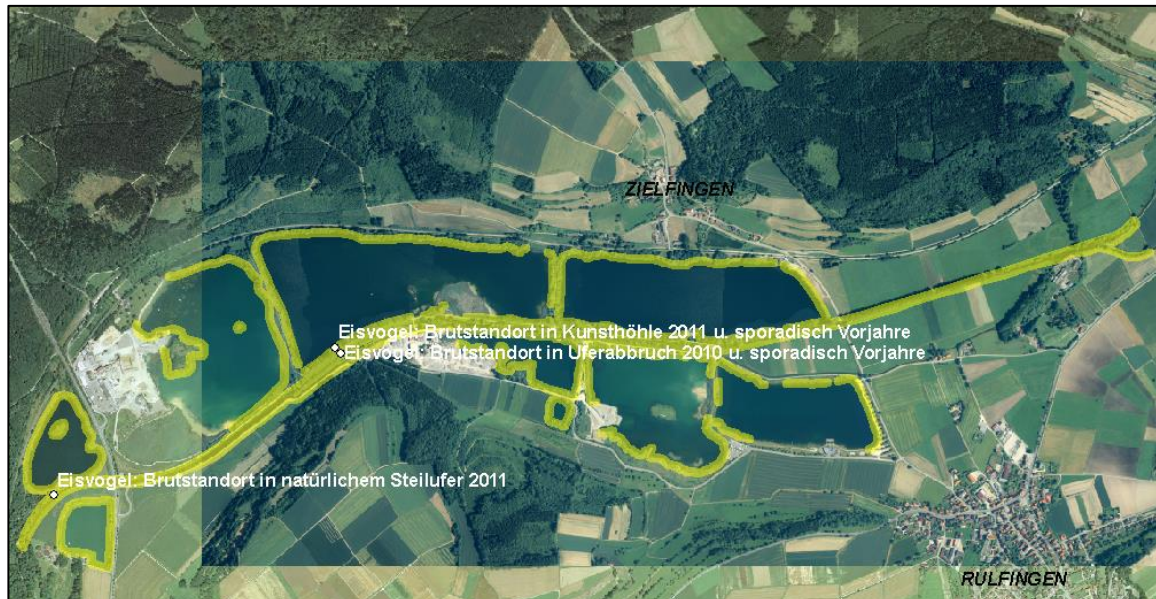 ZIELFINGEN
Eisvogel: Brutstandort in Kunsthöhle 2011 u. sporadisch Vorjahre
Eisvogel: Brutstandort in Uferabbruch 2010 u. sporadisch Vorjahre
Eisvogel: Brutstandort in natürlichem Steilufer 2011
RULFINGEN